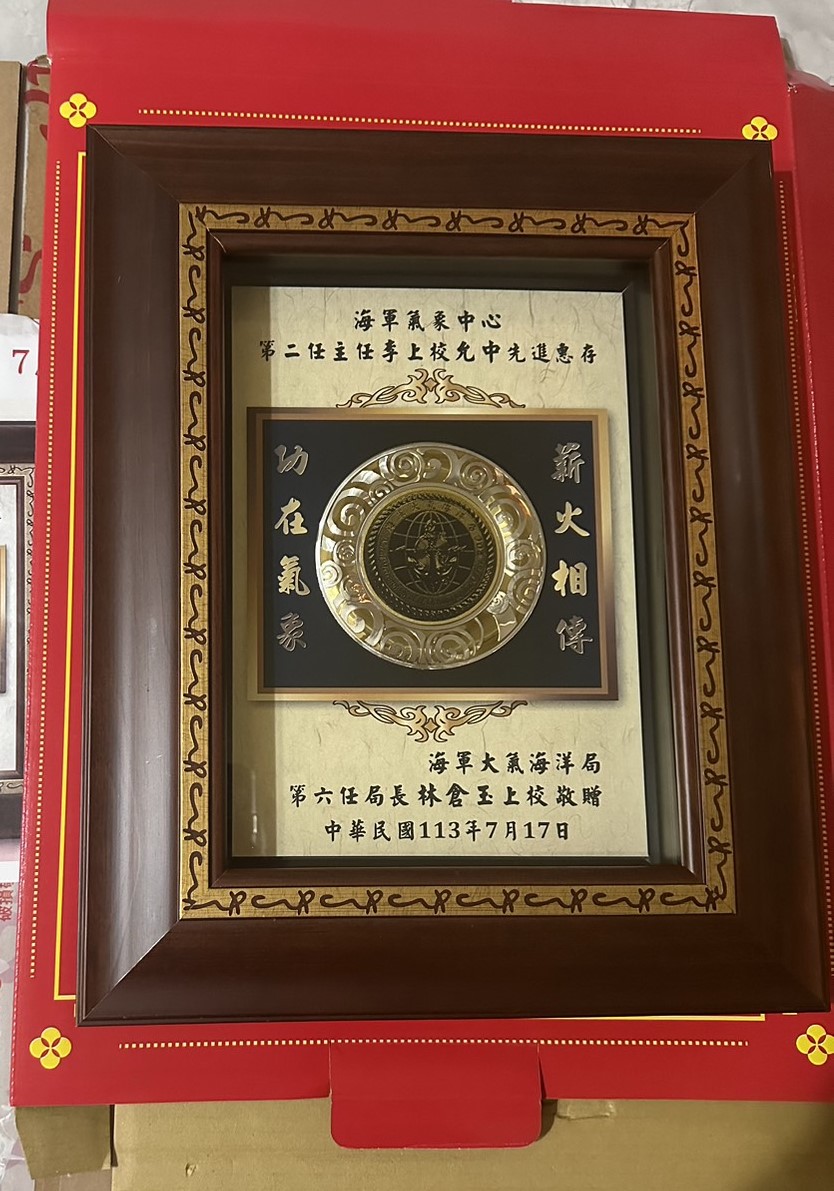 海軍氣象中心
第二任主任李上校允中先進惠存
薪火相傳
功在氣象
海軍大氣海洋局
第六任局長林倉玉上校敬贈
中華民國113年7月17日
7